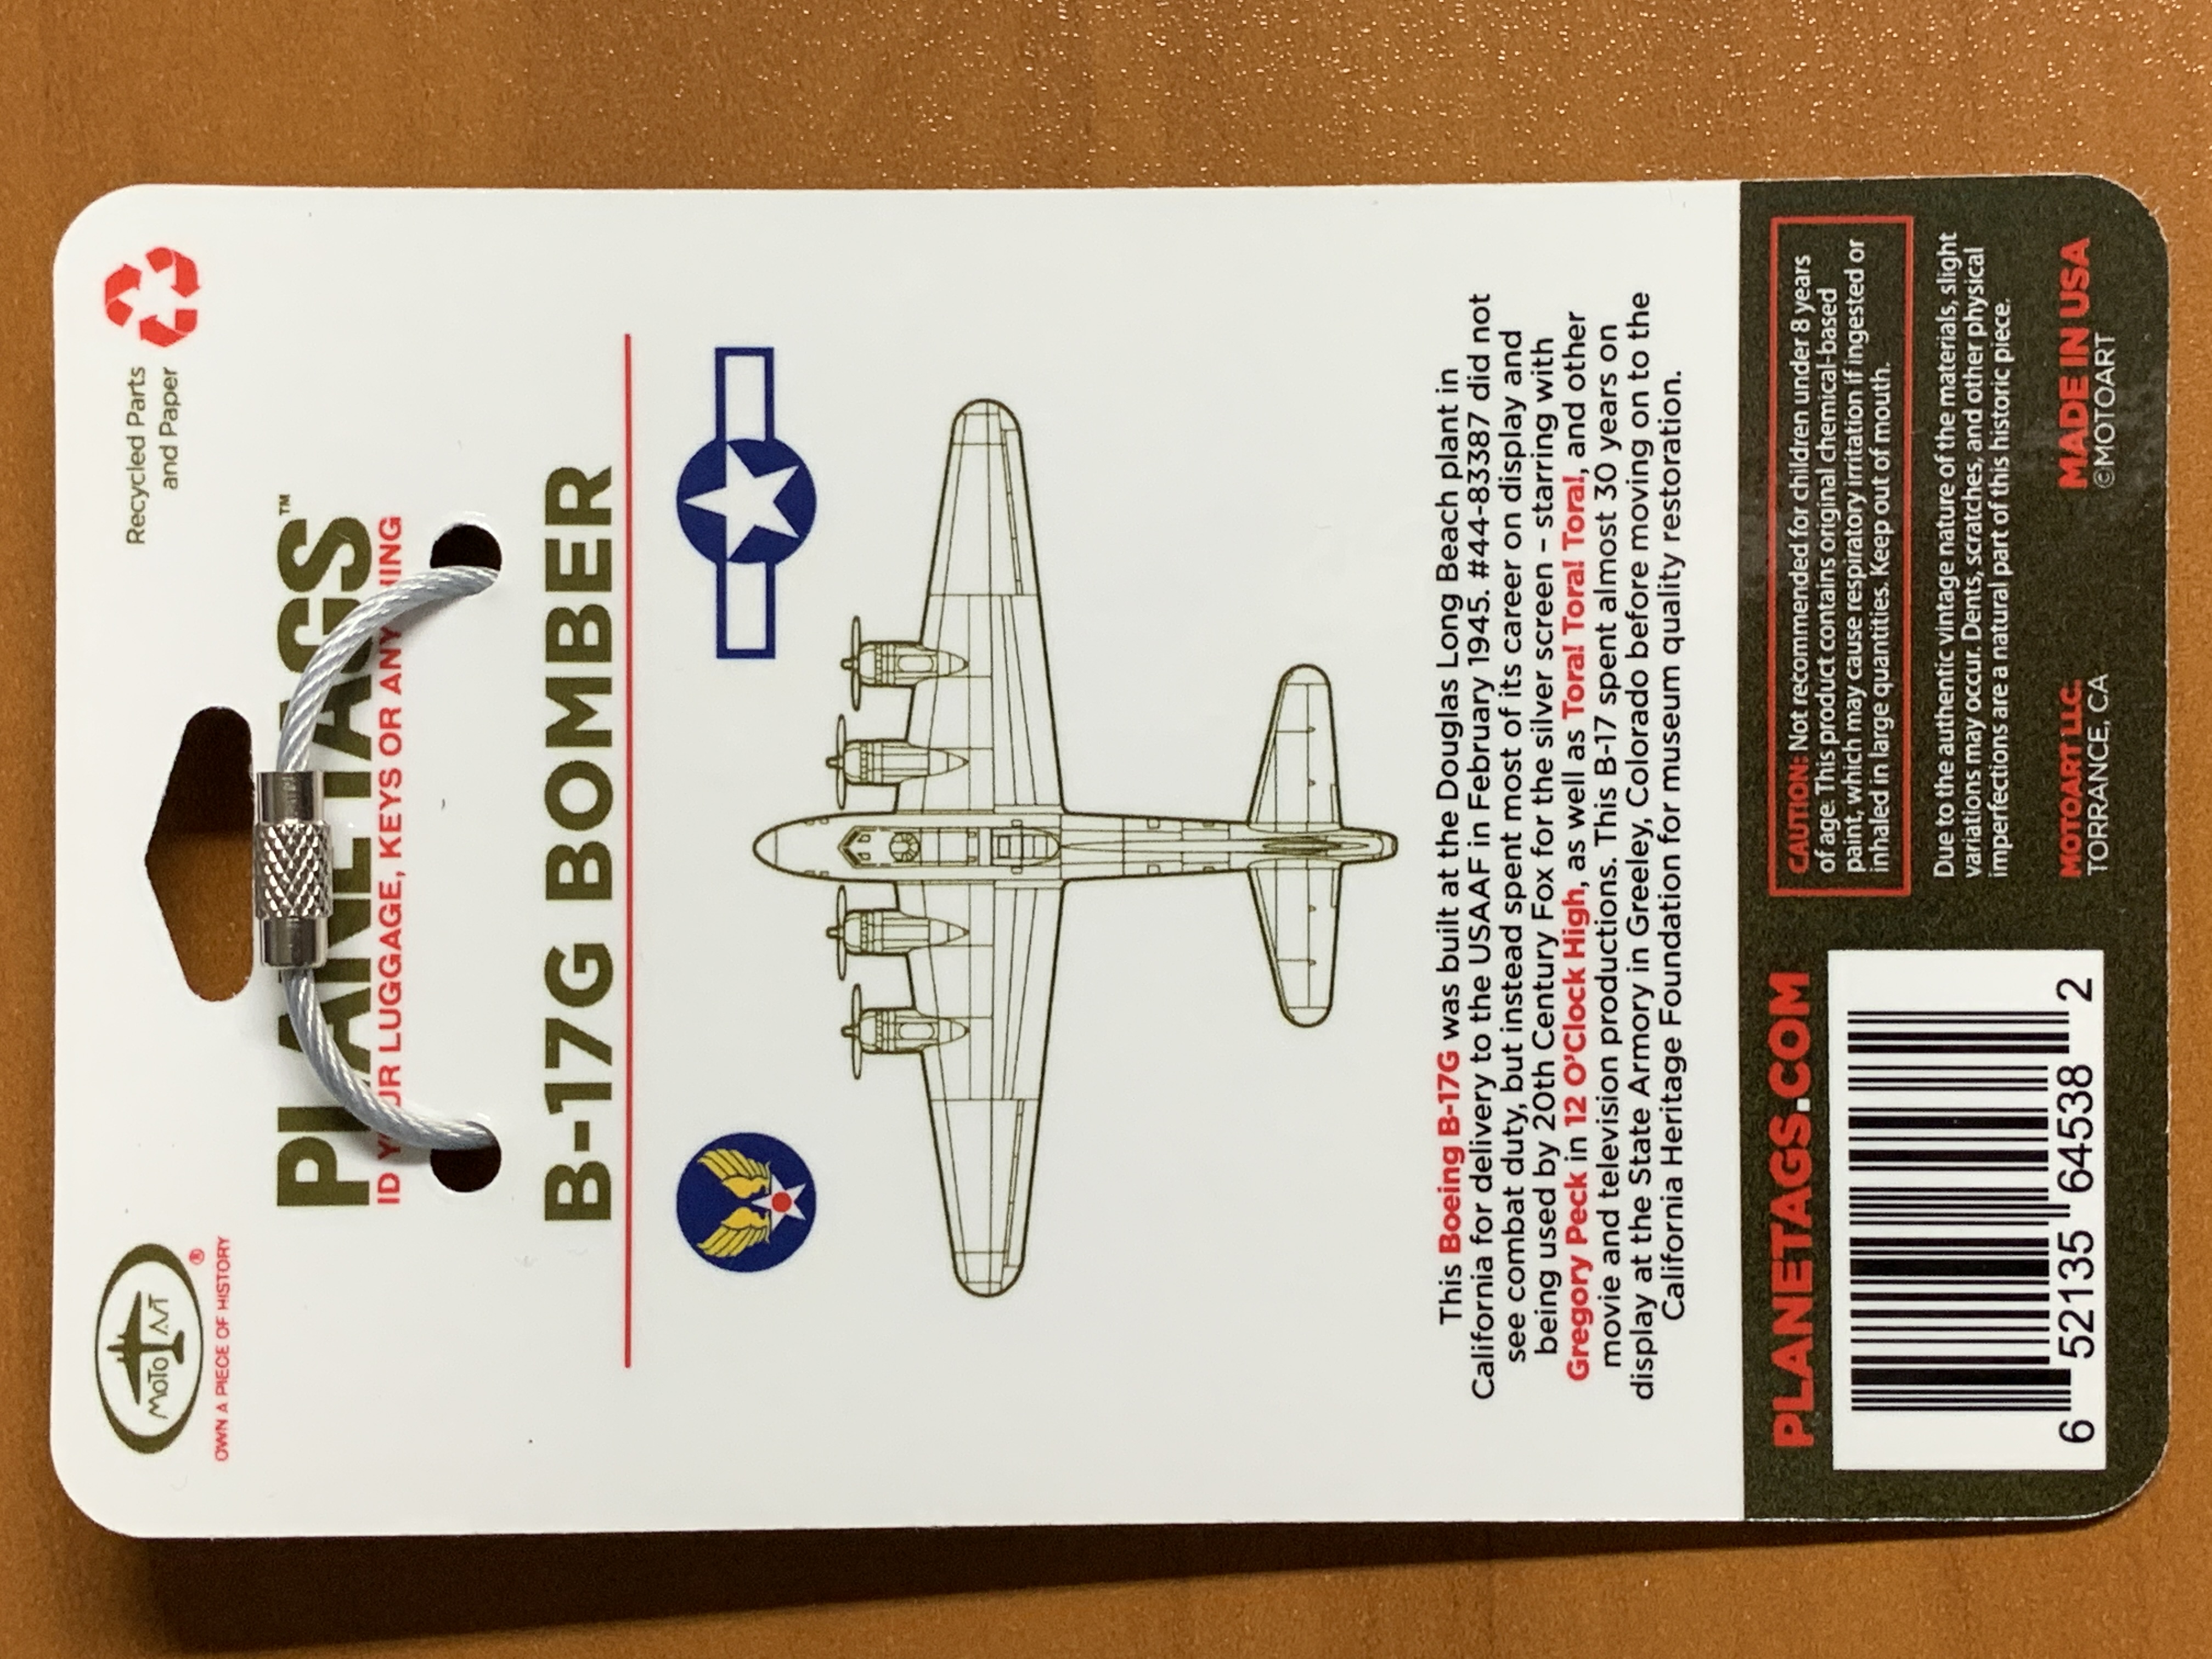 MOTO ART
®
OWN A PIECE OF HISTORY
Recycled Parts
and Paper
PLANETAGS™
ID YOUR LUGGAGE, KEYS OR ANYTHING
B-17G BOMBER
This Boeing B-17G was built at the Douglas Long Beach plant in
California for delivery to the USAAF in February 1945. #44-83387 did not
see combat duty, but instead spent most of its career on display and
being used by 20th Century Fox for the silver screen – starring with
Gregory Peck in 12 O'Clock High, as well as Tora! Tora! Tora!, and other
movie and television productions. This B-17 spent almost 30 years on
display at the State Armory in Greeley, Colorado before moving on to the
California Heritage Foundation for museum quality restoration.
PLANETAGS.COM
6 52135 64538 2
CAUTION: Not recommended for children under 8 years
of age. This product contains original chemical-based
paint, which may cause respiratory irritation if ingested or
inhaled in large quantities. Keep out of mouth.
Due to the authentic vintage nature of the materials, slight
variations may occur. Dents, scratches, and other physical
imperfections are a natural part of this historic piece.
MOTOART LLC.
TORRANCE, CA
MADE IN USA
©MOTOART